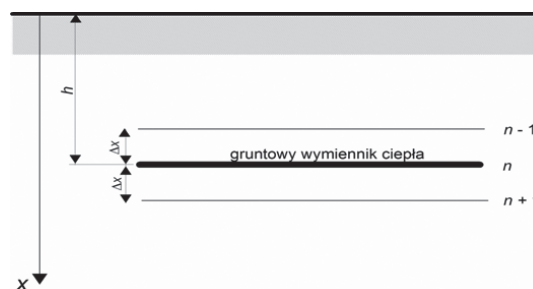 h
Δx
n - 1
gruntowy wymiennik ciepła
n
Δx
n +
x